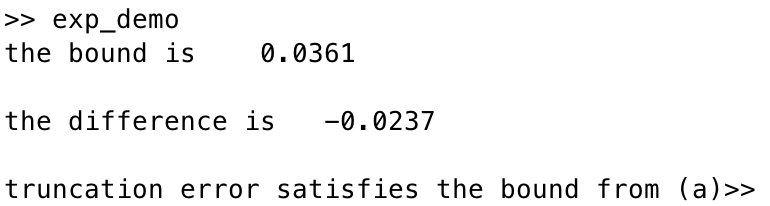 >> exp_demo
the bound is    0.0361
the difference is   -0.0237
truncation error satisfies the bound from (a)>>